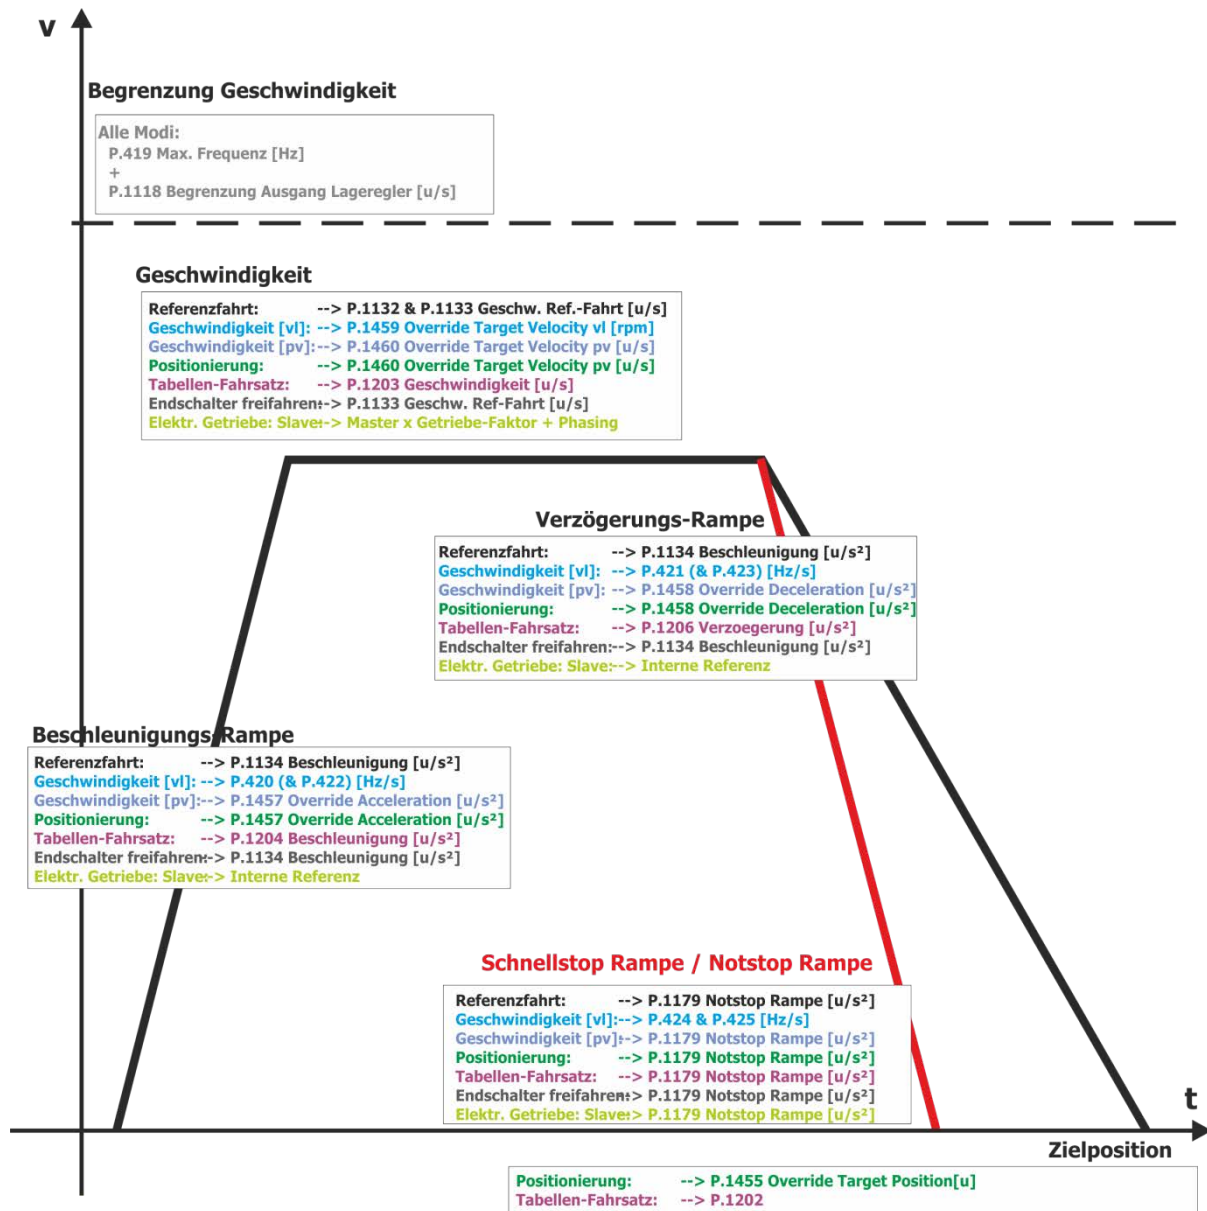 v
Begrenzung Geschwindigkeit
Alle Modi:
P.419 Max. Frequenz [Hz]
+
P.1118 Begrenzung Ausgang Lageregler [u/s]
Geschwindigkeit
Referenzfahrt: --> P.1132 & P.1133 Geschw. Ref.-Fahrt [u/s]
Geschwindigkeit [vl]: --> P.1459 Override Target Velocity vl [rpm]
Geschwindigkeit [pv]: --> P.1460 Override Target Velocity pv [u/s]
Positionierung: --> P.1460 Override Target Velocity pv [u/s]
Tabellen-Fahrsatz: --> P.1203 Geschwindigkeit [u/s]
Endschalter freifahren: --> P.1133 Geschw. Ref-Fahrt [u/s]
Elektr. Getriebe: Slave: --> Master x Getriebe-Faktor + Phasing
Verzögerungs-Rampe
Referenzfahrt: --> P.1134 Beschleunigung [u/s²]
Geschwindigkeit [vl]: --> P.421 (& P.423) [Hz/s]
Geschwindigkeit [pv]: --> P.1458 Override Deceleration [u/s²]
Positionierung: --> P.1458 Override Deceleration [u/s²]
Tabellen-Fahrsatz: --> P.1206 Verzoegerung [u/s²]
Endschalter freifahren: --> P.1134 Beschleunigung [u/s²]
Elektr. Getriebe: Slave: --> Interne Referenz
Beschleunigungs-Rampe
Referenzfahrt: --> P.1134 Beschleunigung [u/s²]
Geschwindigkeit [vl]: --> P.420 (& P.422) [Hz/s]
Geschwindigkeit [pv]: --> P.1457 Override Acceleration [u/s²]
Positionierung: --> P.1457 Override Acceleration [u/s²]
Tabellen-Fahrsatz: --> P.1204 Beschleunigung [u/s²]
Endschalter freifahren: --> P.1134 Beschleunigung [u/s²]
Elektr. Getriebe: Slave: --> Interne Referenz
Schnellstop Rampe / Notstop Rampe
Referenzfahrt: --> P.1179 Notstop Rampe [u/s²]
Geschwindigkeit [vl]: --> P.424 & P.425 [Hz/s]
Geschwindigkeit [pv]: --> P.1179 Notstop Rampe [u/s²]
Positionierung: --> P.1179 Notstop Rampe [u/s²]
Tabellen-Fahrsatz: --> P.1179 Notstop Rampe [u/s²]
Endschalter freifahren: --> P.1179 Notstop Rampe [u/s²]
Elektr. Getriebe: Slave: --> P.1179 Notstop Rampe [u/s²]
t
Zielposition
Positionierung: --> P.1455 Override Target Position[u]
Tabellen-Fahrsatz: --> P.1202